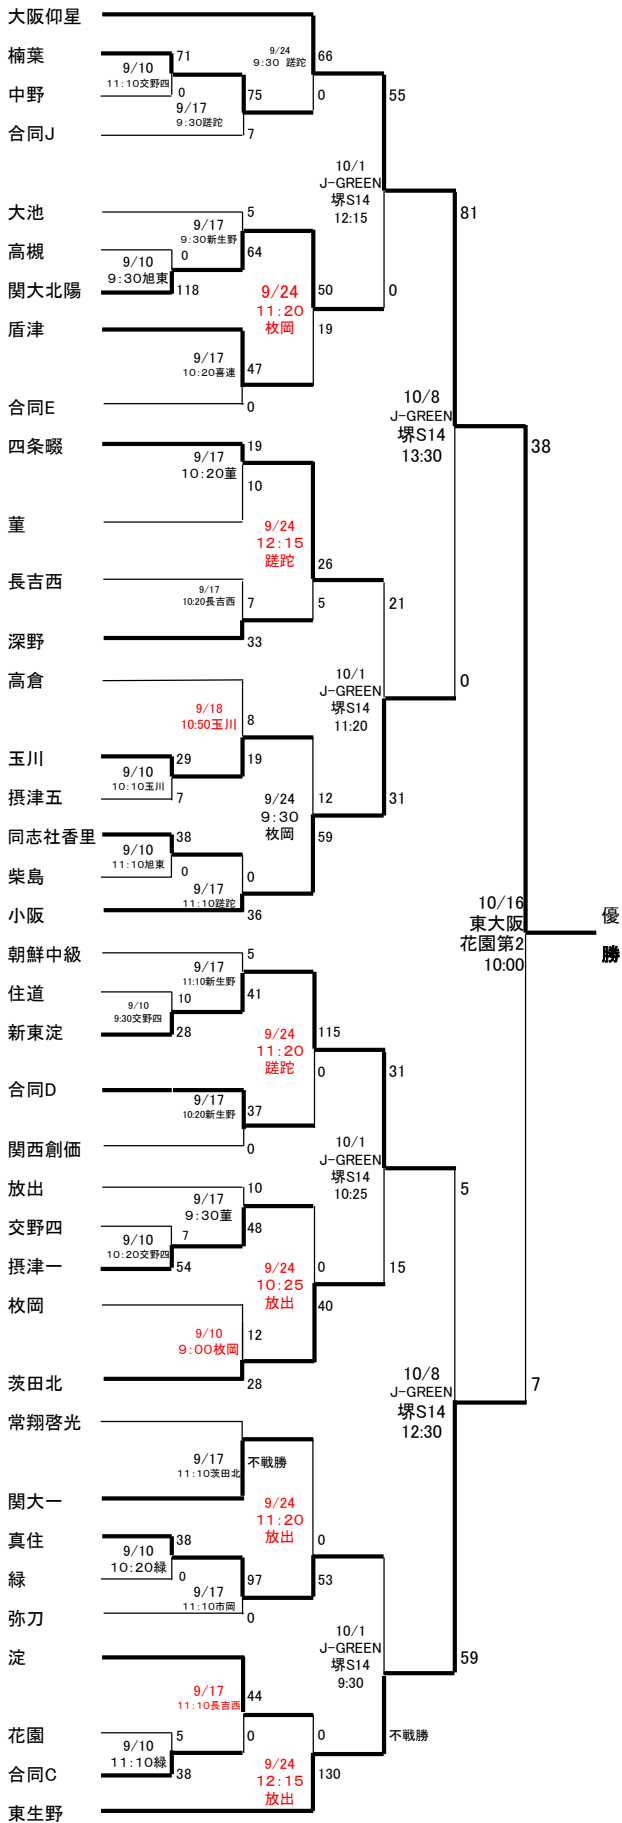 大阪仰星
楠葉
中野
合同J
大池
高槻
関大北陽
盾津
合同E
四条畷
菫
長吉西
深野
高倉
玉川
摂津五
同志社香里
柴島
小阪
朝鮮中級
住道
新東淀
合同D
関西創価
放出
交野四
摂津一
枚岡
茨田北
常翔啓光
関大一
真住
緑
弥刀
淀
花園
合同C
東生野
71
9/10
11:10交野四
0
118
9/10
9:30旭東
0
29
9/10
10:10玉川
7
38
9/10
11:10旭東
0
10
9/10
9:30交野四
28
7
9/10
10:20交野四
54
38
9/10
10:20緑
0
5
9/10
11:10緑
38
9/17
9:30蹉跎
75
7
5
9/17
9:30新生野
64
9/17
10:20喜連
47
0
19
9/17
10:20菫
10
9/17
10:20長吉西
7
33
9/18
10:50玉川
8
19
0
9/17
11:10蹉跎
36
5
9/17
11:10新生野
41
9/17
10:20新生野
37
0
10
9/17
9:30菫
48
9/10
9:00枚岡
12
28
9/17
11:10茨田北
不戦勝
97
9/17
11:10市岡
0
9/17
11:10長吉西
44
0
9/24
9:30 蹉跎
66
0
9/24
11:20
枚岡
50
19
9/24
12:15
蹉跎
26
5
9/24
9:30
枚岡
12
59
9/24
11:20
蹉跎
115
0
9/24
10:25
放出
0
40
9/24
11:20
放出
0
53
9/24
12:15
放出
0
130
55
10/1
J-GREEN
堺S14
12:15
0
21
10/1
J-GREEN
堺S14
11:20
31
31
10/1
J-GREEN
堺S14
10:25
15
10/1
J-GREEN
堺S14
9:30
不戦勝
81
10/8
J-GREEN
堺S14
13:30
0
5
10/8
J-GREEN
堺S14
12:30
59
38
10/16
東大阪
花園第2
10:00
7
優
勝